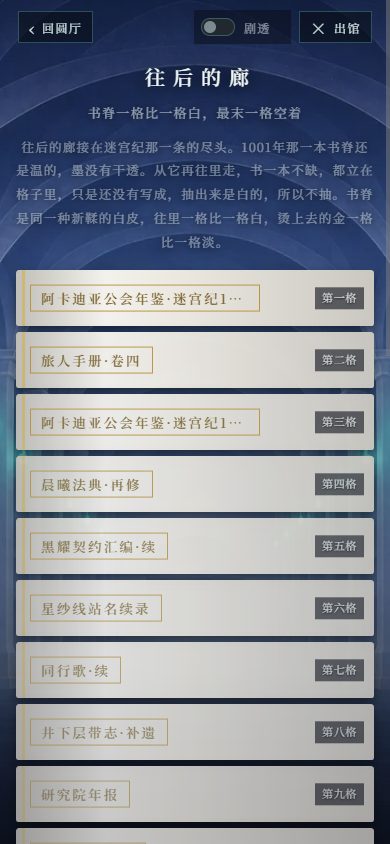 回圆厅
剧透
出馆
往后的廊
书脊一格比一格白，最末一格空着
往后的廊接在迷宫纪那一条的尽头。1001年那一本书脊还
是温的，墨没有干透。从它再往里走，书一本不缺，都立在
格子里，只是还没有写成，抽出来是白的，所以不抽。书脊
是同一种新鞣的白皮，往里一格比一格白，烫上去的金一格
比一格淡。
阿卡迪亚公会年鉴·迷宫纪1…
第一格
旅人手册·卷四
第二格
阿卡迪亚公会年鉴·迷宫纪1…
第三格
晨曦法典·再修
第四格
黑耀契约汇编·续
第五格
星纱线站名续录
第六格
同行歌·续
第七格
井下层带志·补遗
第八格
研究院年报
第九格